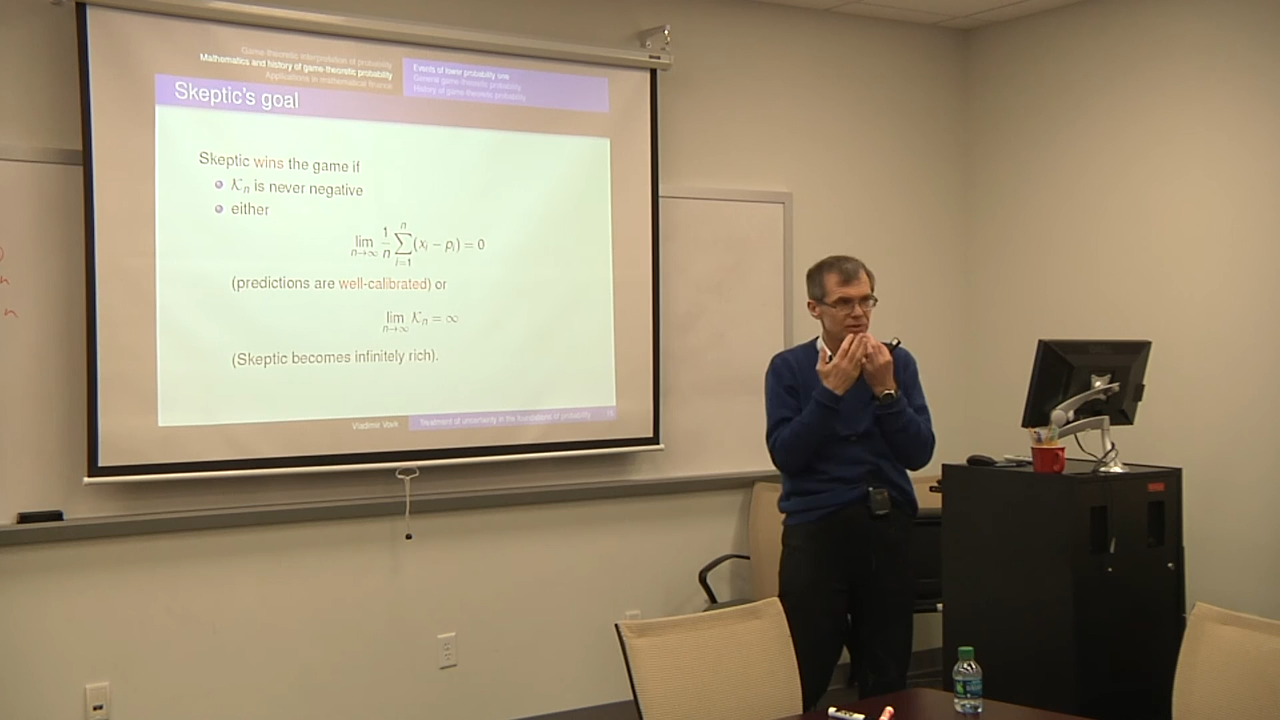 Game-theoretic interpretation of probability
Mathematics and history of game-theoretic probability
Applications in mathematical finance
Events of lower probability one
General game-theoretic probability
History of game-theoretic probability
Skeptic's goal
Skeptic wins the game if
𝒦ₙ is never negative
either
lim n→∞ 1/n ∑ i=1 n (xᵢ − pᵢ) = 0
(predictions are well-calibrated) or
lim n→∞ 𝒦ₙ = ∞
(Skeptic becomes infinitely rich).
Vladimir Vovk
Treatment of uncertainty in the foundations of probability